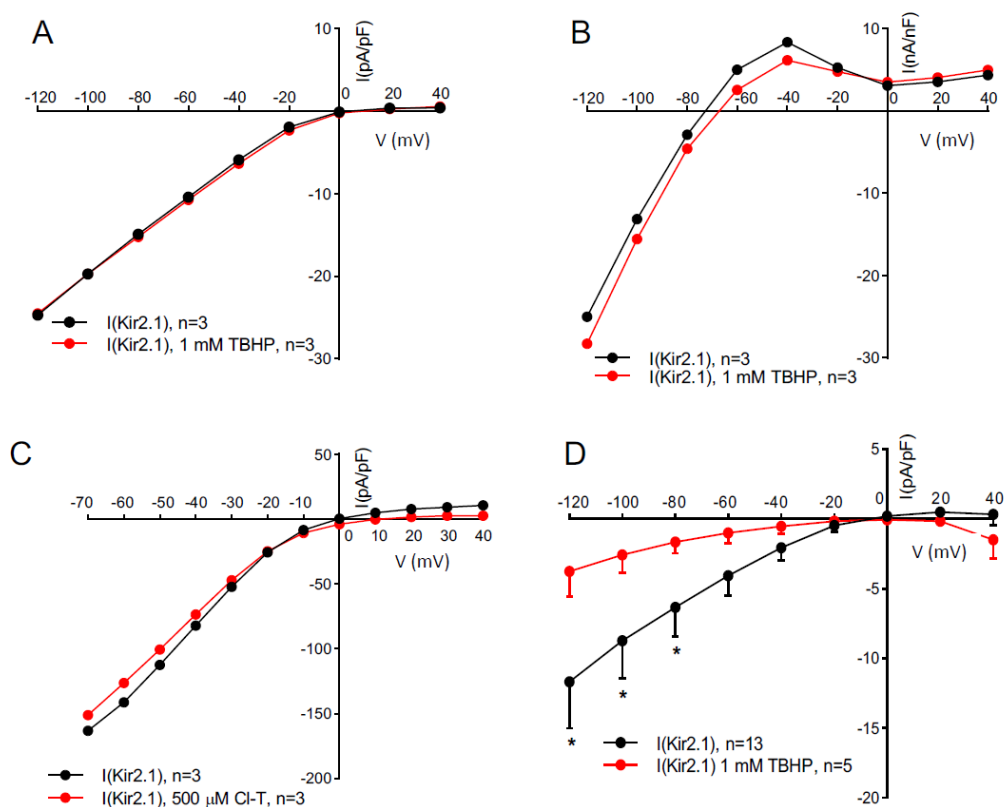 A
I(pA/pF)
10
-120 -100 -80 -60 -40 -20 0 20 40
V (mV)
-10
-20
-30
I(Kir2.1), n=3
I(Kir2.1), 1 mM TBHP, n=3
B
I(nA/nF)
10
-120 -100 -80 -60 -40 -20 0 20 40
V (mV)
-10
-20
-30
I(Kir2.1), n=3
I(Kir2.1), 1 mM TBHP, n=3
C
I(pA/pF)
50
-70 -60 -50 -40 -30 -20 -10 0 10 20 30 40
V (mV)
-50
-100
-150
-200
I(Kir2.1), n=3
I(Kir2.1), 500 μM Cl-T, n=3
D
I(pA/pF)
5
-120 -100 -80 -60 -40 -20 0 20 40
V (mV)
-5
*
*
-10
*
-15
-20
I(Kir2.1), n=13
I(Kir2.1) 1 mM TBHP, n=5